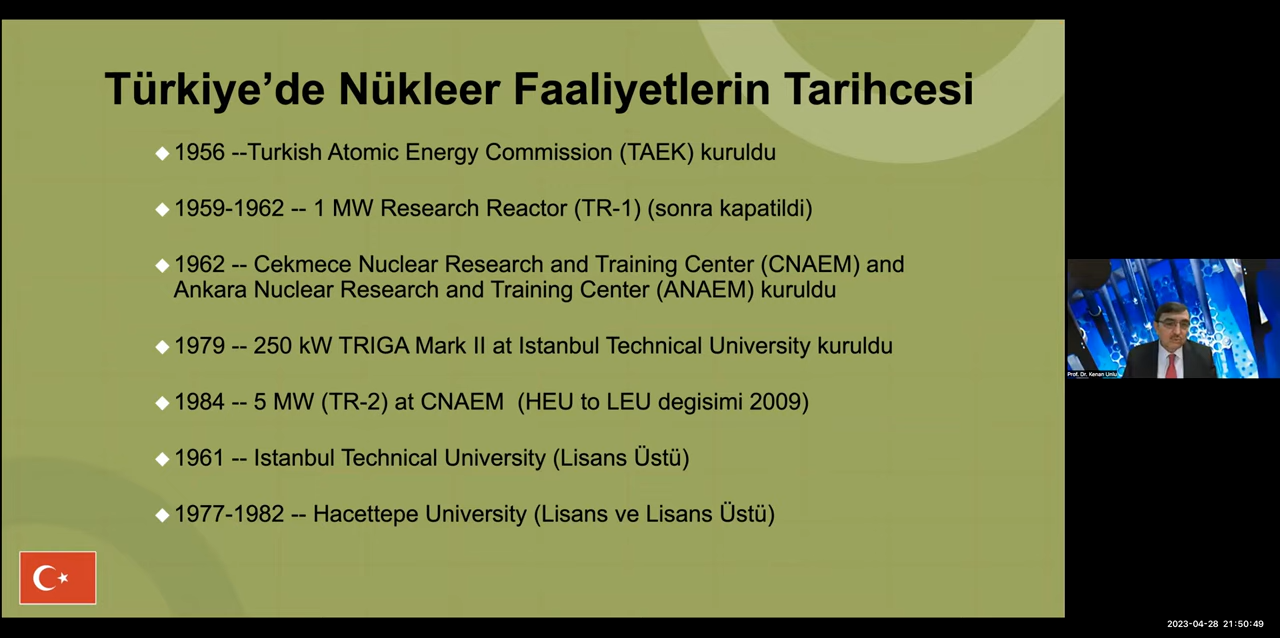 Türkiye’de Nükleer Faaliyetlerin Tarihcesi
1956 --Turkish Atomic Energy Commission (TAEK) kuruldu
1959-1962 -- 1 MW Research Reactor (TR-1) (sonra kapatildi)
1962 -- Cekmece Nuclear Research and Training Center (CNAEM) and
Ankara Nuclear Research and Training Center (ANAEM) kuruldu
1979 -- 250 kW TRIGA Mark II at Istanbul Technical University kuruldu
1984 -- 5 MW (TR-2) at CNAEM (HEU to LEU degisimi 2009)
1961 -- Istanbul Technical University (Lisans Üstü)
1977-1982 -- Hacettepe University (Lisans ve Lisans Üstü)
Prof. Dr. Kenan Unlu
2023-04-28 21:50:49